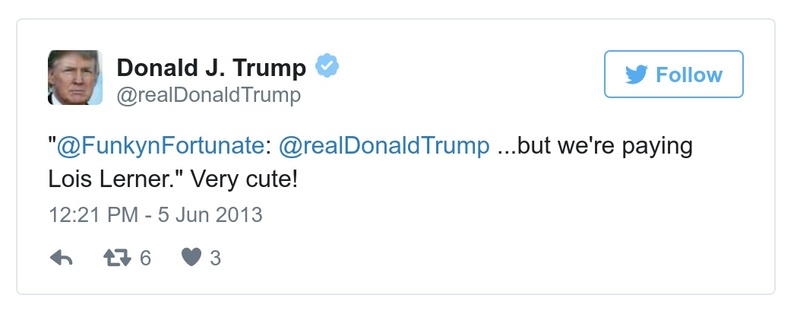 Donald J. Trump
@realDonaldTrump
Follow
"@FunkynFortunate: @realDonaldTrump ...but we're paying
Lois Lerner." Very cute!
12:21 PM - 5 Jun 2013
6
3